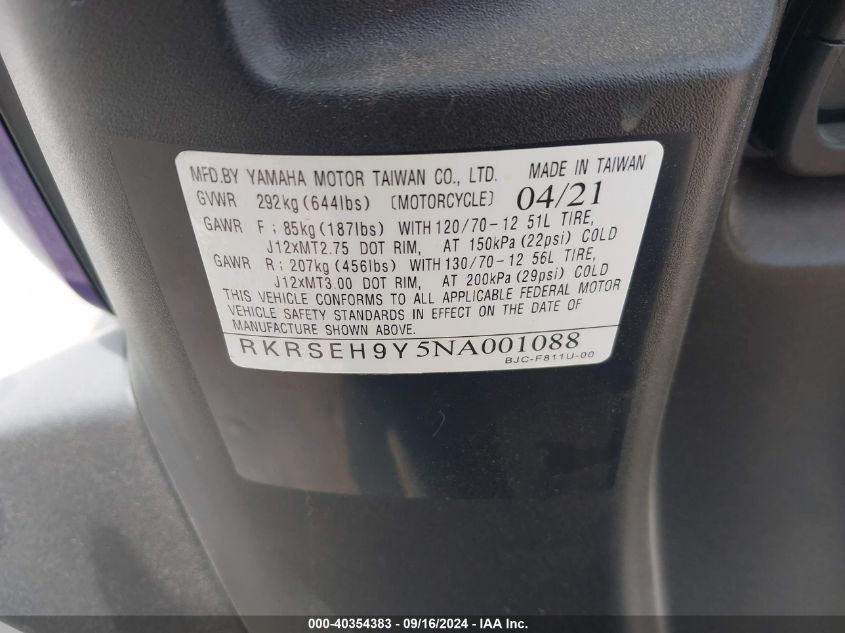 MFD.BY YAMAHA MOTOR TAIWAN CO., LTD. MADE IN TAIWAN
GVWR 292kg(644lbs) [MOTORCYCLE] 04/21
GAWR F: 85kg(187lbs) WITH 120/70-12 51L TIRE,
J12xMT2.75 DOT RIM, AT 150kPa(22psi) COLD
GAWR R: 207kg(456lbs) WITH 130/70-12 56L TIRE,
J12xMT3.00 DOT RIM, AT 200kPa(29psi) COLD
THIS VEHICLE CONFORMS TO ALL APPLICABLE FEDERAL MOTOR
VEHICLE SAFETY STANDARDS IN EFFECT ON THE DATE OF
MANUFACTURE SHOWN ABOVE.
RKRSEH9Y5NA001088
BJC-F811U-00
000-40354383 - 09/16/2024 - IAA Inc.